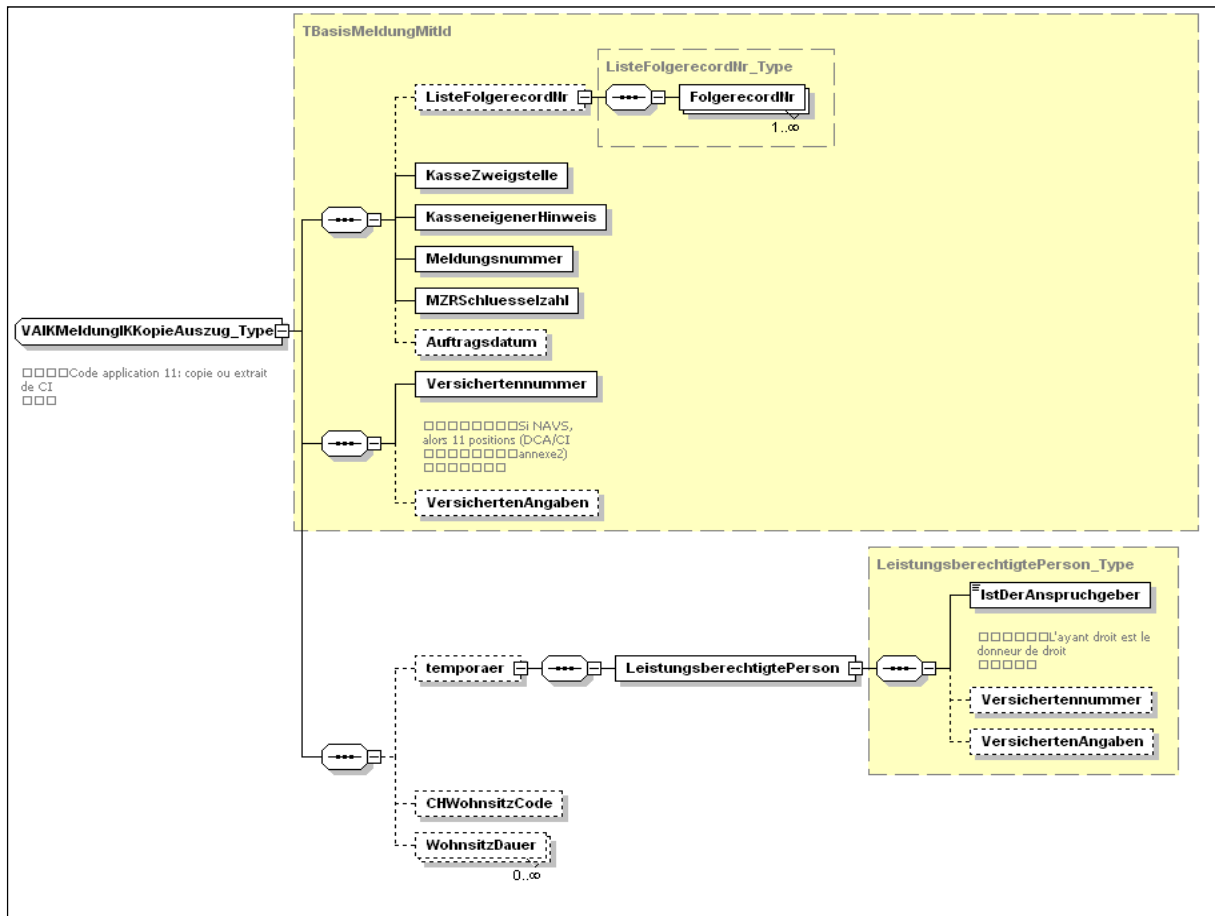 TBasisMeldungMitId
ListeFolgerecordNr_Type
ListeFolgerecordNr
FolgerecordNr
1..∞
KasseZweigstelle
KasseneigenerHinweis
Meldungsnummer
MZRSchluesselzahl
Auftragsdatum
VAIKMeldungIKKopieAuszug_Type
□□□□Code application 11: copie ou extrait
de CI
□□□
Versichertennummer
□□□□□□□□Si NAVS,
alors 11 positions (DCA/CI
□□□□□□□□annexe2)
□□□□□□□
VersichertenAngaben
LeistungsberechtigtePerson_Type
IstDerAnspruchgeber
□□□□□□L'ayant droit est le
donneur de droit
□□□□□
temporaer
LeistungsberechtigtePerson
Versichertennummer
VersichertenAngaben
CHWohnsitzCode
WohnsitzDauer
0..∞